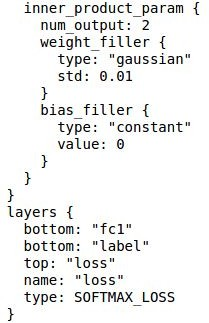 inner_product_param {
    num_output: 2
    weight_filler {
      type: "gaussian"
      std: 0.01
    }
    bias_filler {
      type: "constant"
      value: 0
    }
  }
}
layers {
  bottom: "fc1"
  bottom: "label"
  top: "loss"
  name: "loss"
  type: SOFTMAX_LOSS
}